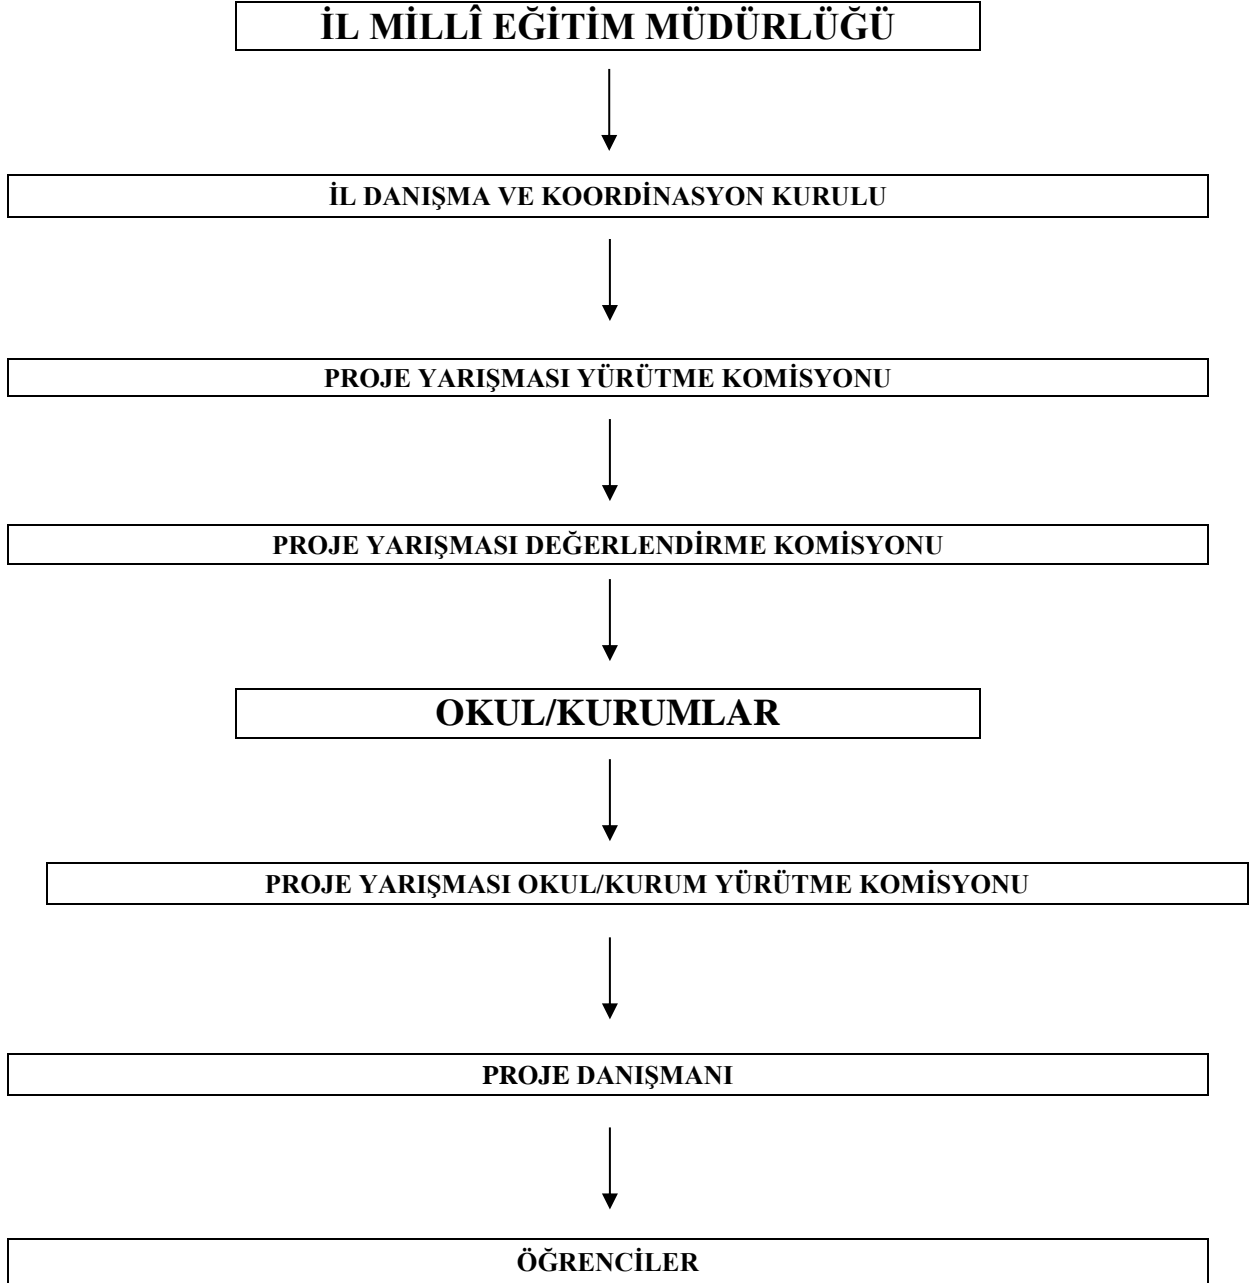 İL MİLLÎ EĞİTİM MÜDÜRLÜĞÜ
İL DANIŞMA VE KOORDİNASYON KURULU
PROJE YARIŞMASI YÜRÜTME KOMİSYONU
PROJE YARIŞMASI DEĞERLENDİRME KOMİSYONU
OKUL/KURUMLAR
PROJE YARIŞMASI OKUL/KURUM YÜRÜTME KOMİSYONU
PROJE DANIŞMANI
ÖĞRENCİLER